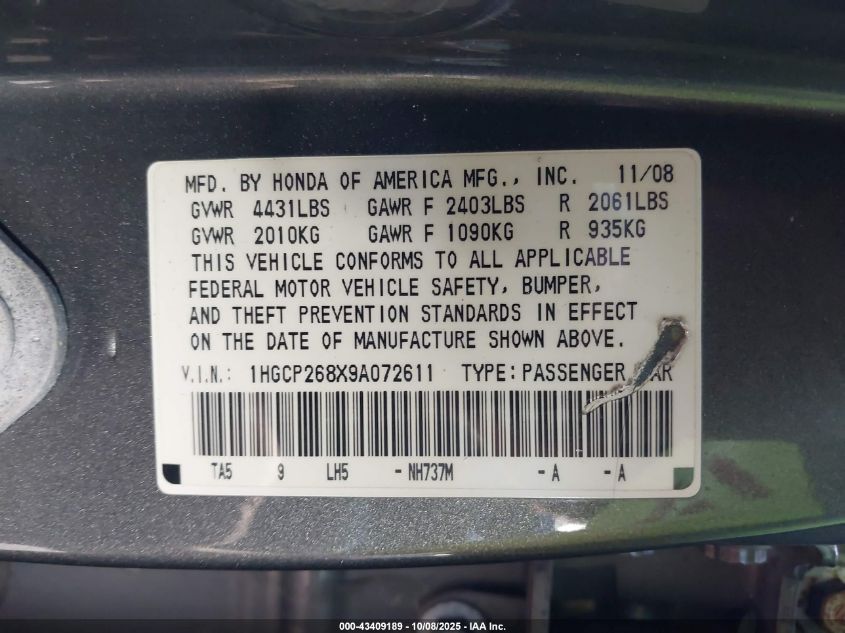 MFD. BY HONDA OF AMERICA MFG., INC. 11/08
GVWR 4431LBS GAWR F 2403LBS R 2061LBS
GVWR 2010KG GAWR F 1090KG R 935KG
THIS VEHICLE CONFORMS TO ALL APPLICABLE
FEDERAL MOTOR VEHICLE SAFETY, BUMPER,
AND THEFT PREVENTION STANDARDS IN EFFECT
ON THE DATE OF MANUFACTURE SHOWN ABOVE.
V.I.N.: 1HGCP268X9A072611 TYPE:PASSENGER AR
TA5 9 LH5 -NH737M -A -A
000-43409189 - 10/08/2025 - IAA Inc.